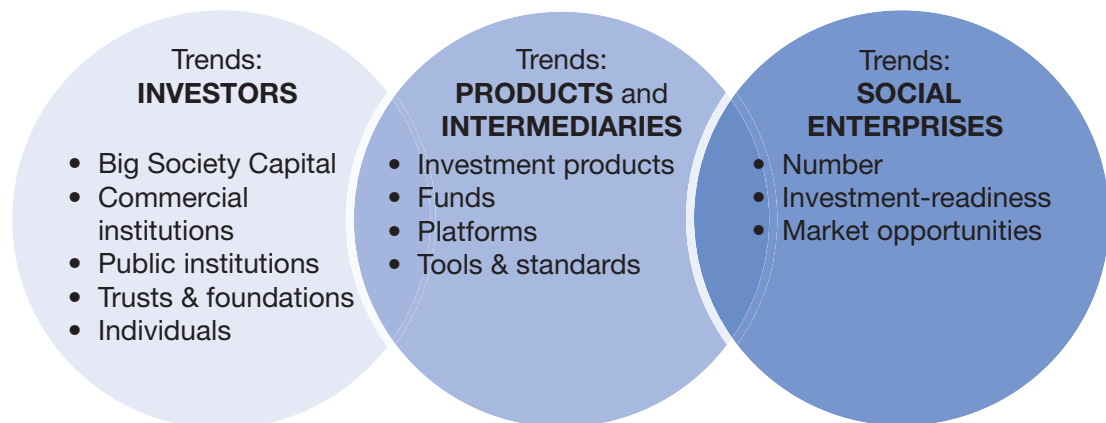 Trends:
INVESTORS
• Big Society Capital
• Commercial
institutions
• Public institutions
• Trusts & foundations
• Individuals
Trends:
PRODUCTS and
INTERMEDIARIES
• Investment products
• Funds
• Platforms
• Tools & standards
Trends:
SOCIAL
ENTERPRISES
• Number
• Investment-readiness
• Market opportunities